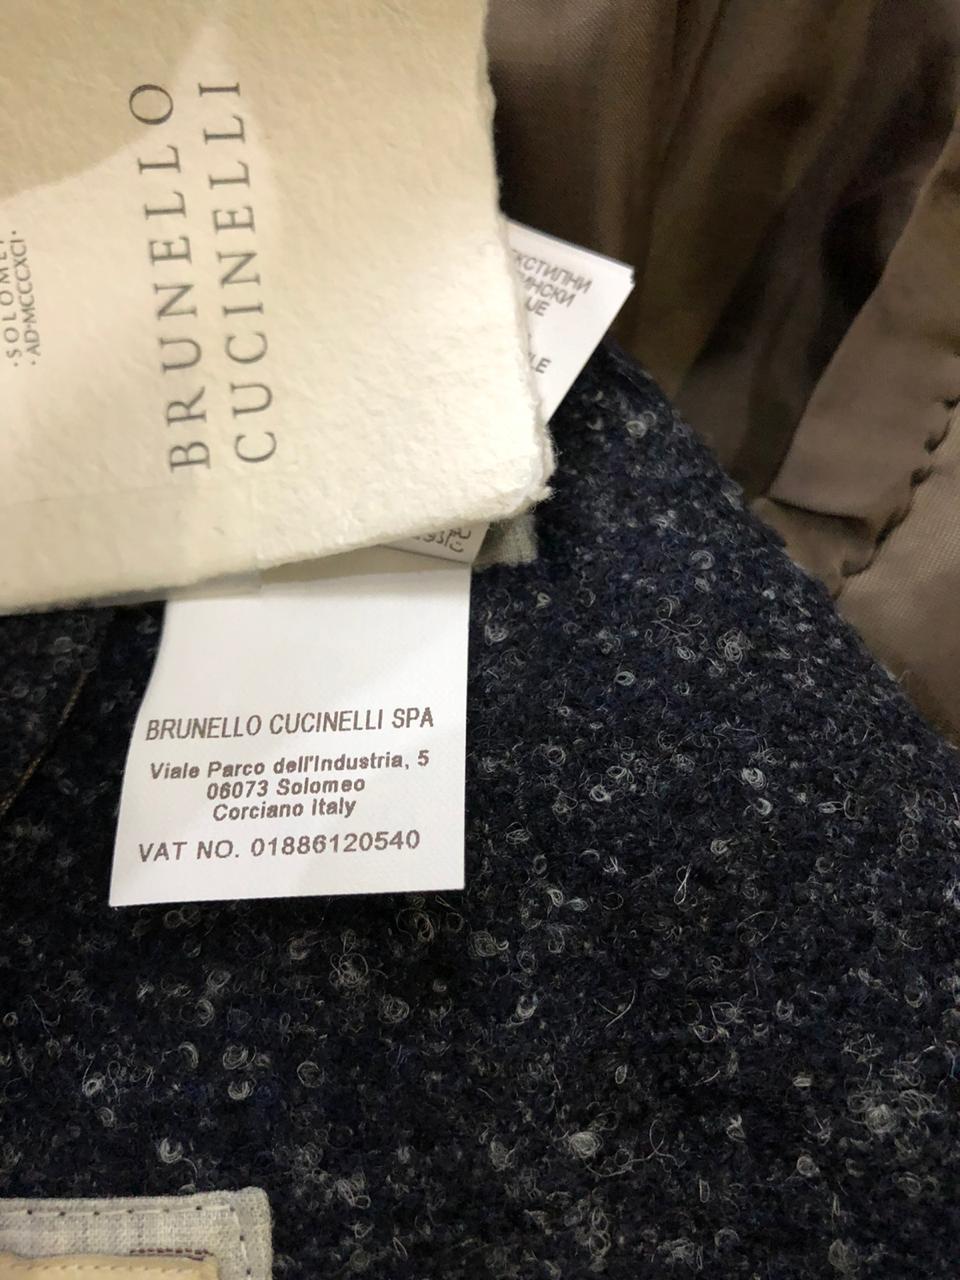 BRUNELLO
CUCINELLI
·AD·MCCCXCI·
UE
BRUNELLO CUCINELLI SPA
Viale Parco dell'Industria, 5
06073 Solomeo
Corciano Italy
VAT NO. 01886120540